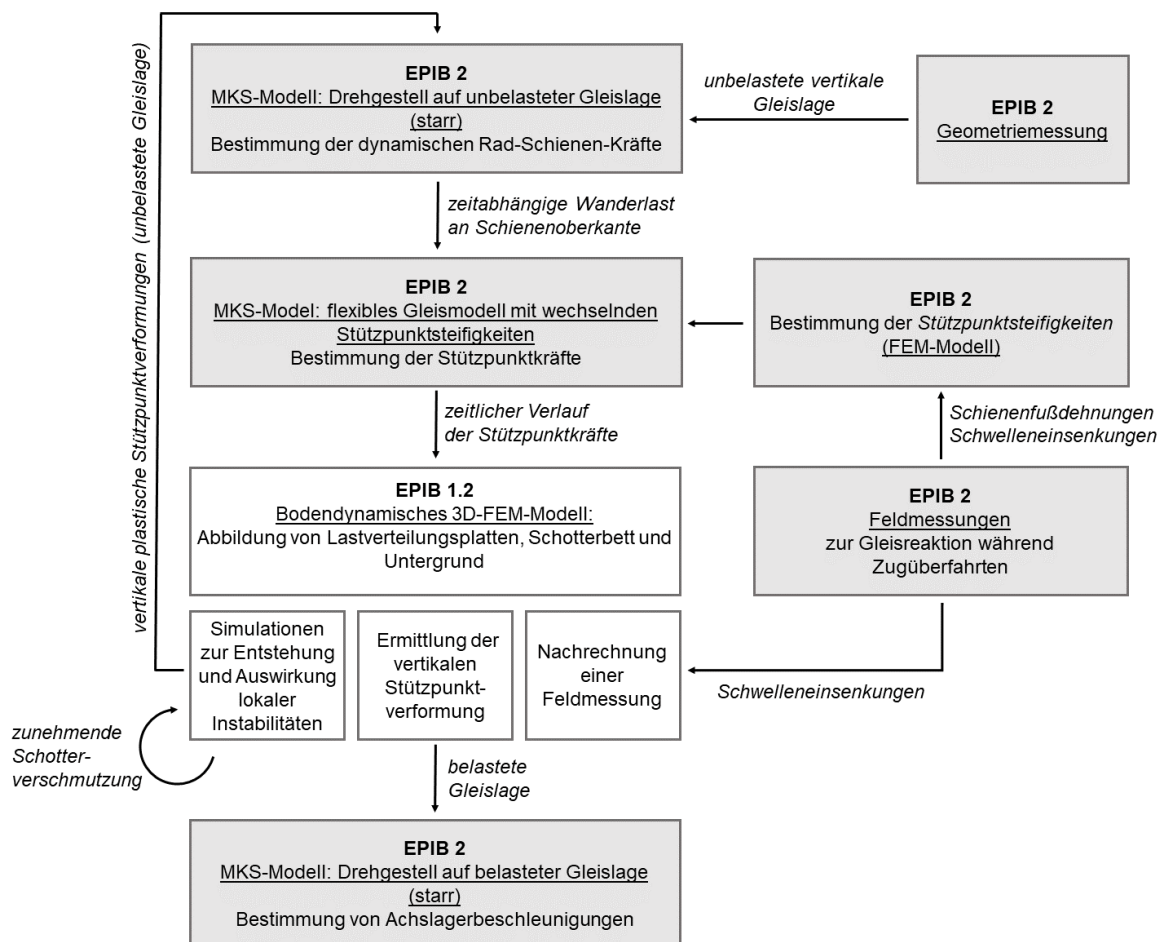 vertikale plastische Stützpunktverformungen (unbelastete Gleislage)
EPIB 2
MKS-Modell: Drehgestell auf unbelasteter Gleislage
(starr)
Bestimmung der dynamischen Rad-Schienen-Kräfte
unbelastete vertikale
Gleislage
EPIB 2
Geometriemessung
zeitabhängige Wanderlast
an Schienenoberkante
EPIB 2
MKS-Model: flexibles Gleismodell mit wechselnden
Stützpunktsteifigkeiten
Bestimmung der Stützpunktkräfte
EPIB 2
Bestimmung der Stützpunktsteifigkeiten
(FEM-Modell)
zeitlicher Verlauf
der Stützpunktkräfte
Schienenfußdehnungen
Schwelleneinsenkungen
EPIB 1.2
Bodendynamisches 3D-FEM-Modell:
Abbildung von Lastverteilungsplatten, Schotterbett und
Untergrund
EPIB 2
Feldmessungen
zur Gleisreaktion während
Zugüberfahrten
Simulationen
zur Entstehung
und Auswirkung
lokaler
Instabilitäten
Ermittlung der
vertikalen
Stützpunkt-
verformung
Nachrechnung
einer
Feldmessung
Schwelleneinsenkungen
zunehmende
Schotter-
verschmutzung
belastete
Gleislage
EPIB 2
MKS-Modell: Drehgestell auf belasteter Gleislage
(starr)
Bestimmung von Achslagerbeschleunigungen